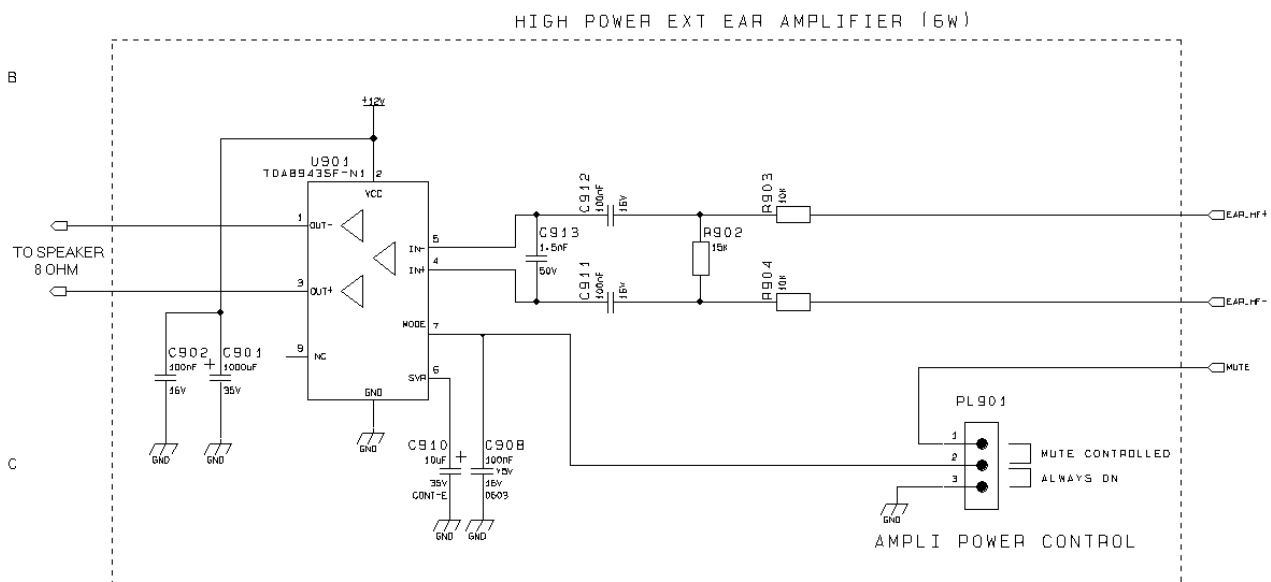 HIGH POWER EXT EAR AMPLIFIER (6W)
B
+12V
U901
TDA8943SF-N1
2
VCC
1
OUT-
5
IN-
4
IN+
3
OUT+
TO SPEAKER
8 OHM
C912
100nF
16V
C913
1.5nF
50V
C911
100nF
16V
R902
15K
R903
10K
R904
10K
EAR_HF+
EAR_HF-
MODE
7
MUTE
9
NC
6
SVR
GND
C902
100nF
16V
C901
+
1000uF
35V
GND
GND
GND
C910
10uF
+
35V
CONT-E
C908
100nF
Y5V
16V
0603
GND
GND
PL901
1
2
3
MUTE CONTROLLED
ALWAYS ON
GND
AMPLI POWER CONTROL
C